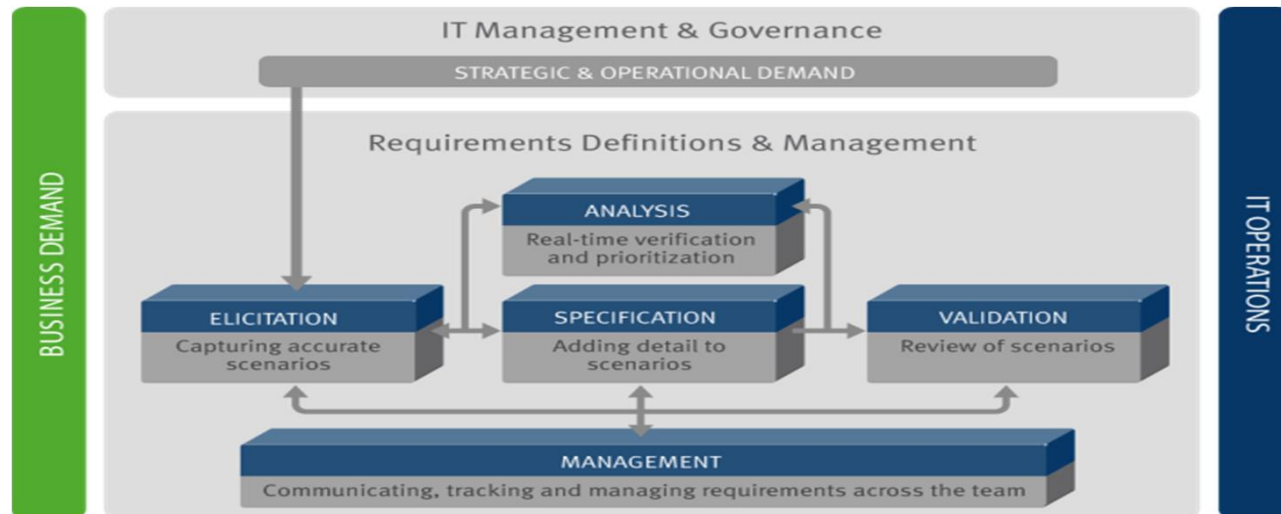 BUSINESS DEMAND
IT Management & Governance
STRATEGIC & OPERATIONAL DEMAND
Requirements Definitions & Management
ANALYSIS
Real-time verification
and prioritization
ELICITATION
Capturing accurate
scenarios
SPECIFICATION
Adding detail to
scenarios
VALIDATION
Review of scenarios
MANAGEMENT
Communicating, tracking and managing requirements across the team
IT OPERATIONS